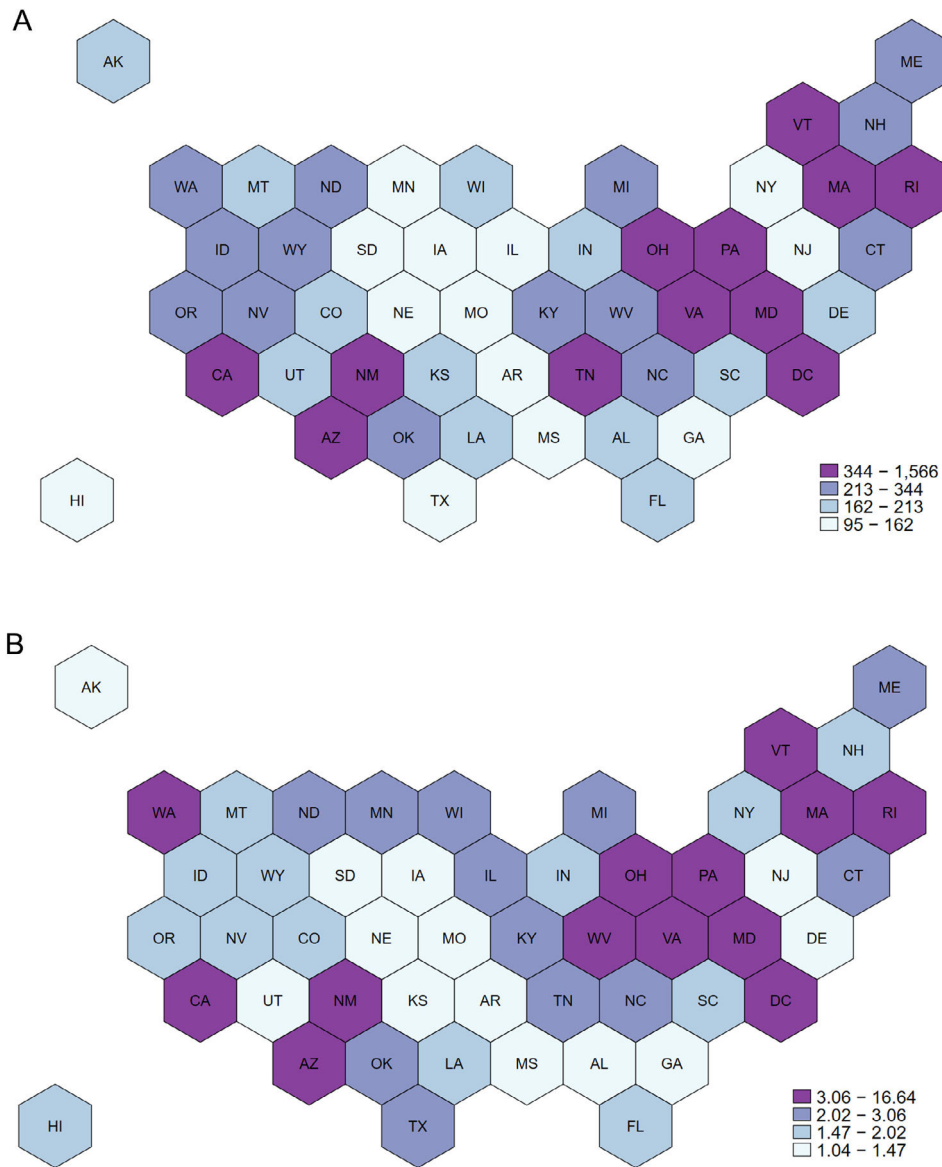 A
AK
ME
VT NH
WA MT ND MN WI MI NY MA RI
ID WY SD IA IL IN OH PA NJ CT
OR NV CO NE MO KY WV VA MD DE
CA UT NM KS AR TN NC SC DC
AZ OK LA MS AL GA
HI TX FL
344 − 1,566
213 − 344
162 − 213
95 − 162
B
AK
ME
VT NH
WA MT ND MN WI MI NY MA RI
ID WY SD IA IL IN OH PA NJ CT
OR NV CO NE MO KY WV VA MD DE
CA UT NM KS AR TN NC SC DC
AZ OK LA MS AL GA
HI TX FL
3.06 − 16.64
2.02 − 3.06
1.47 − 2.02
1.04 − 1.47